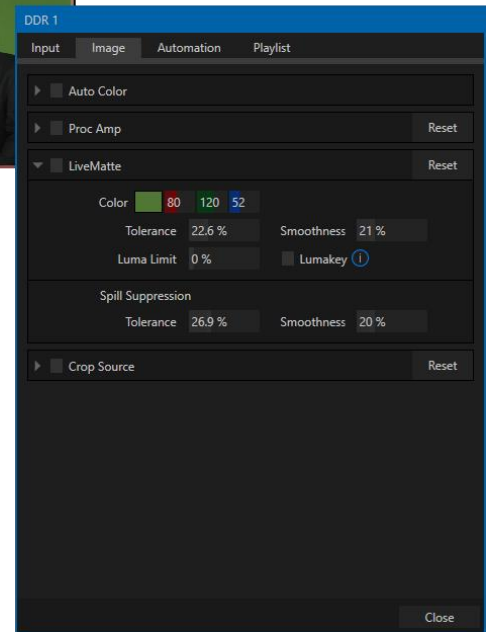 DDR 1
Input Image Automation Playlist
Auto Color
Proc Amp Reset
LiveMatte Reset
Color 80 120 52
Tolerance 22.6 % Smoothness 21 %
Luma Limit 0 % Lumakey i
Spill Suppression
Tolerance 26.9 % Smoothness 20 %
Crop Source Reset
Close